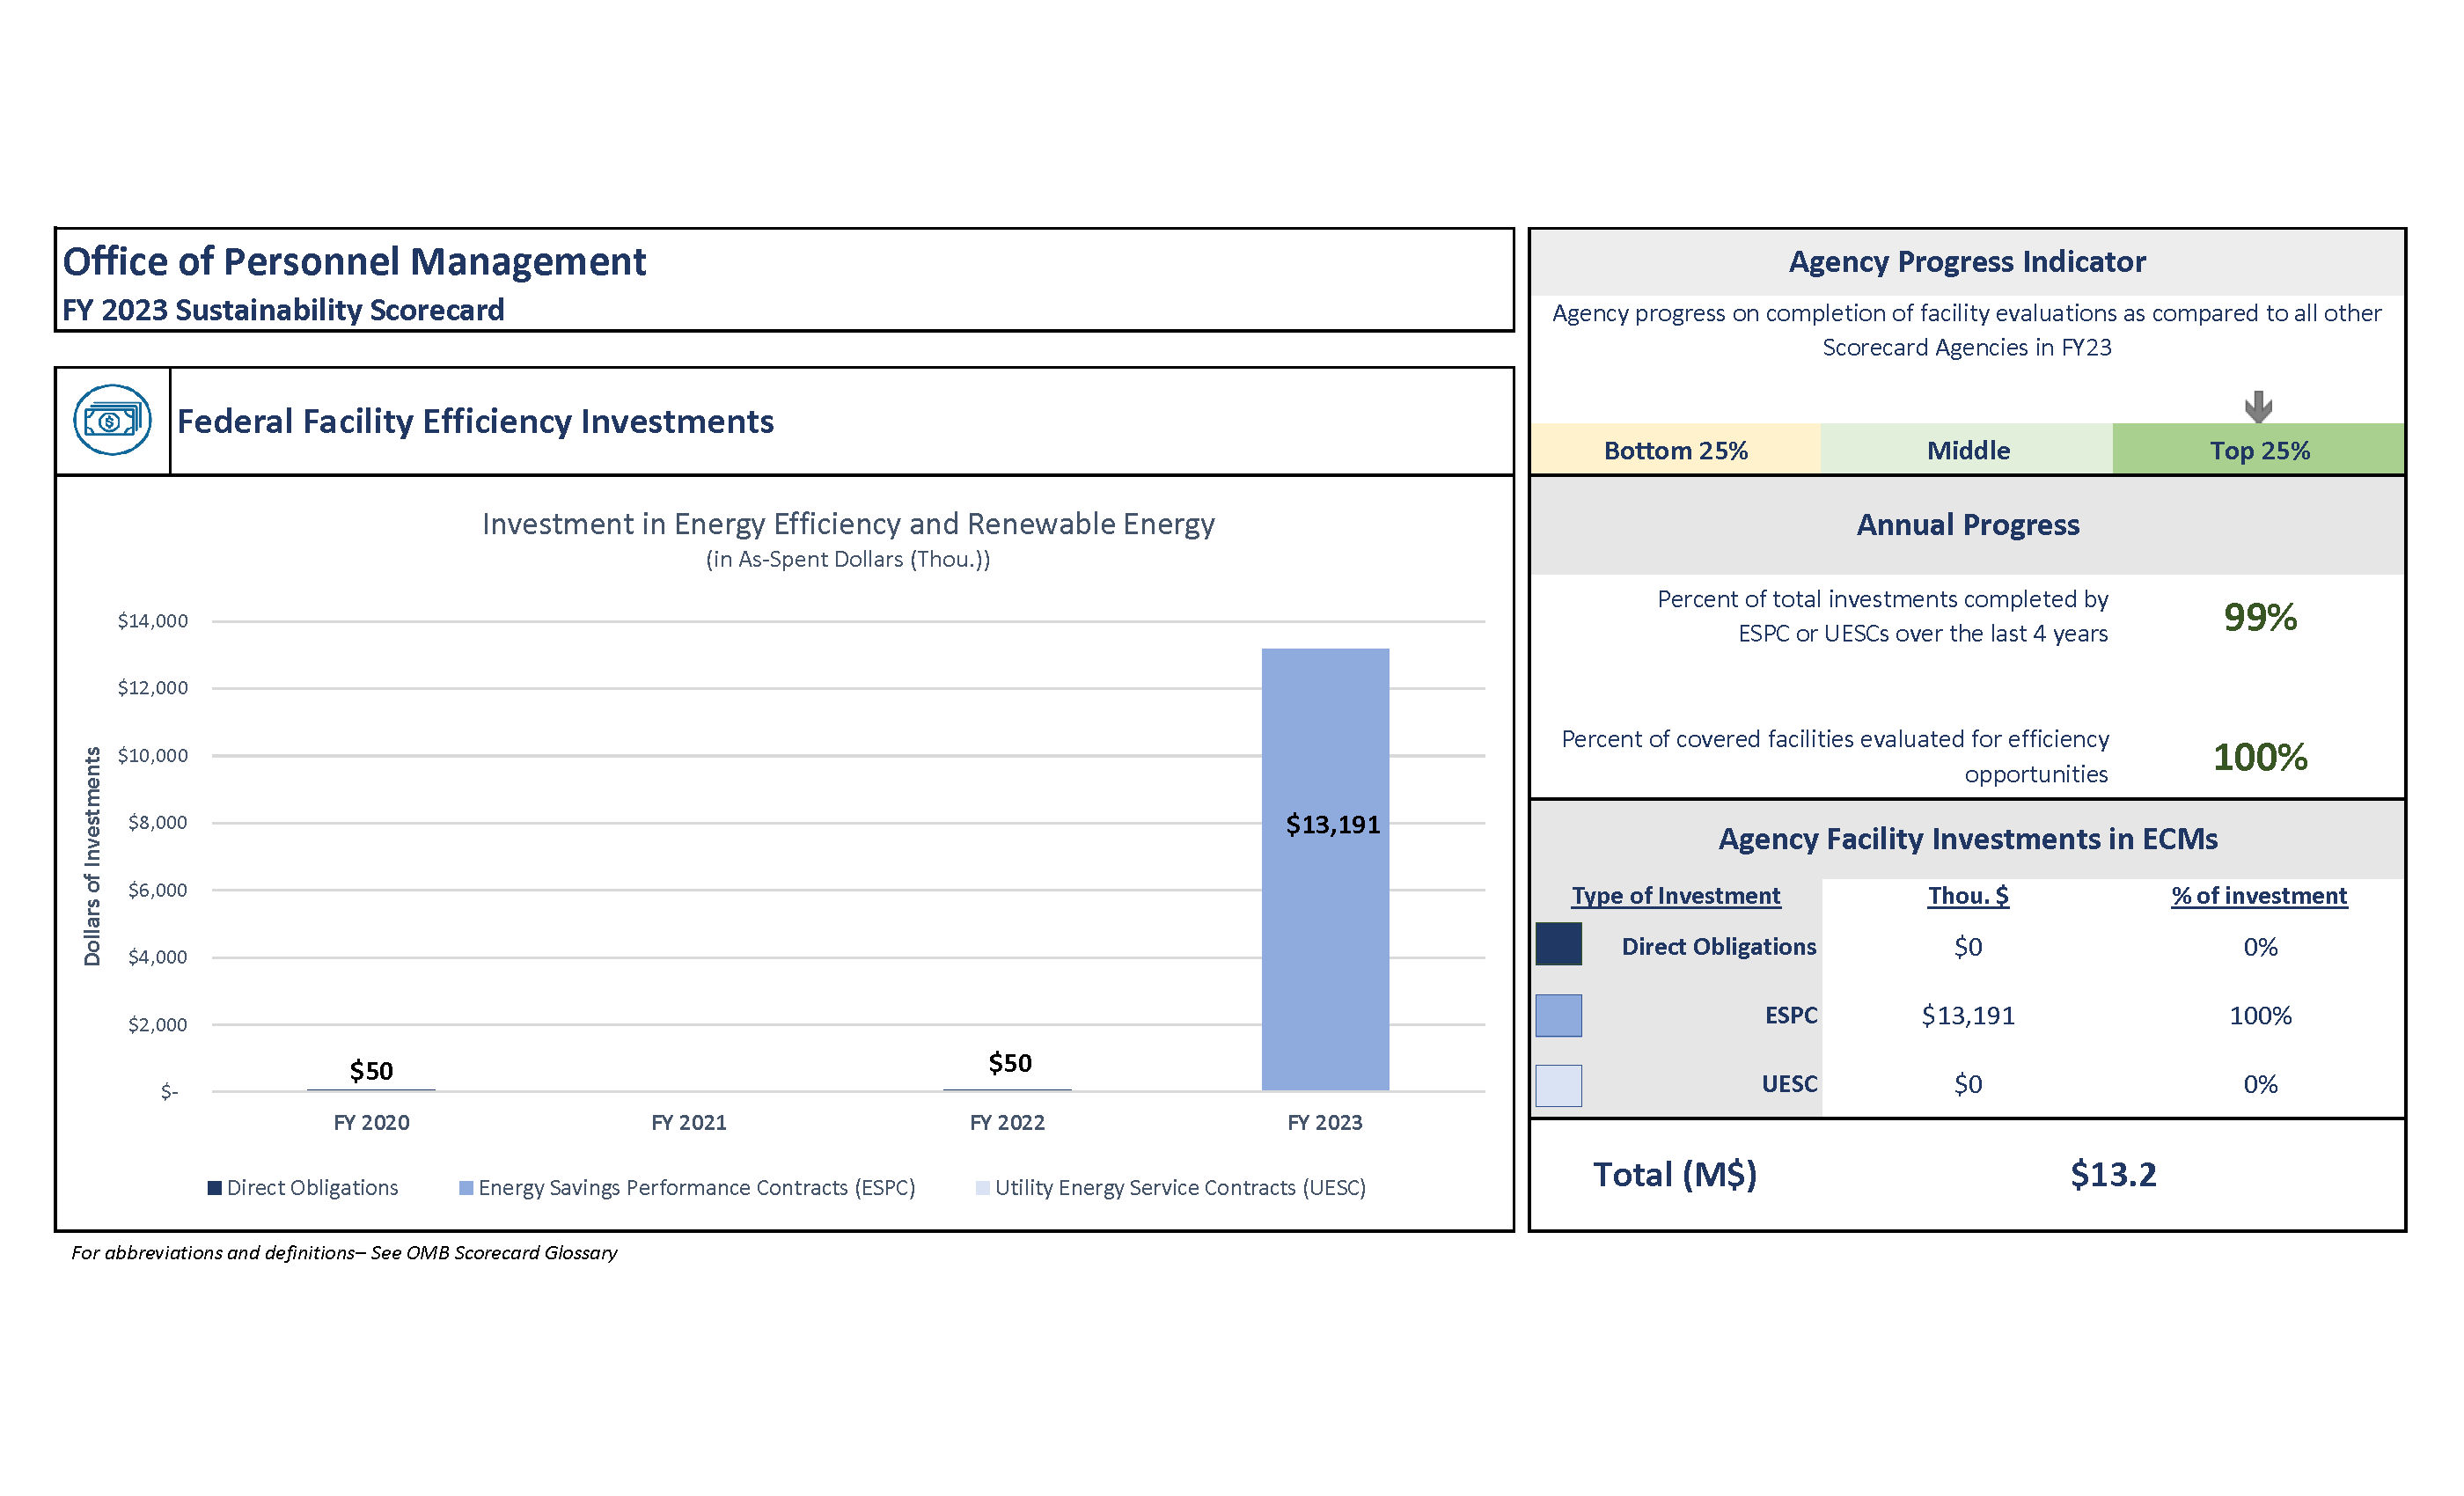 Office of Personnel Management
FY 2023 Sustainability Scorecard
Federal Facility Efficiency Investments
Investment in Energy Efficiency and Renewable Energy
(in As-Spent Dollars (Thou.))
Dollars of Investments
$14,000
$12,000
$10,000
$8,000
$6,000
$4,000
$2,000
$-
$50
$50
$13,191
FY 2020
FY 2021
FY 2022
FY 2023
Direct Obligations
Energy Savings Performance Contracts (ESPC)
Utility Energy Service Contracts (UESC)
For abbreviations and definitions– See OMB Scorecard Glossary
Agency Progress Indicator
Agency progress on completion of facility evaluations as compared to all other
Scorecard Agencies in FY23
Bottom 25% Middle Top 25%
Annual Progress
Percent of total investments completed by
ESPC or UESCs over the last 4 years
99%
Percent of covered facilities evaluated for efficiency
opportunities
100%
Agency Facility Investments in ECMs
Type of Investment Thou. $ % of investment
Direct Obligations $0 0%
ESPC $13,191 100%
UESC $0 0%
Total (M$) $13.2